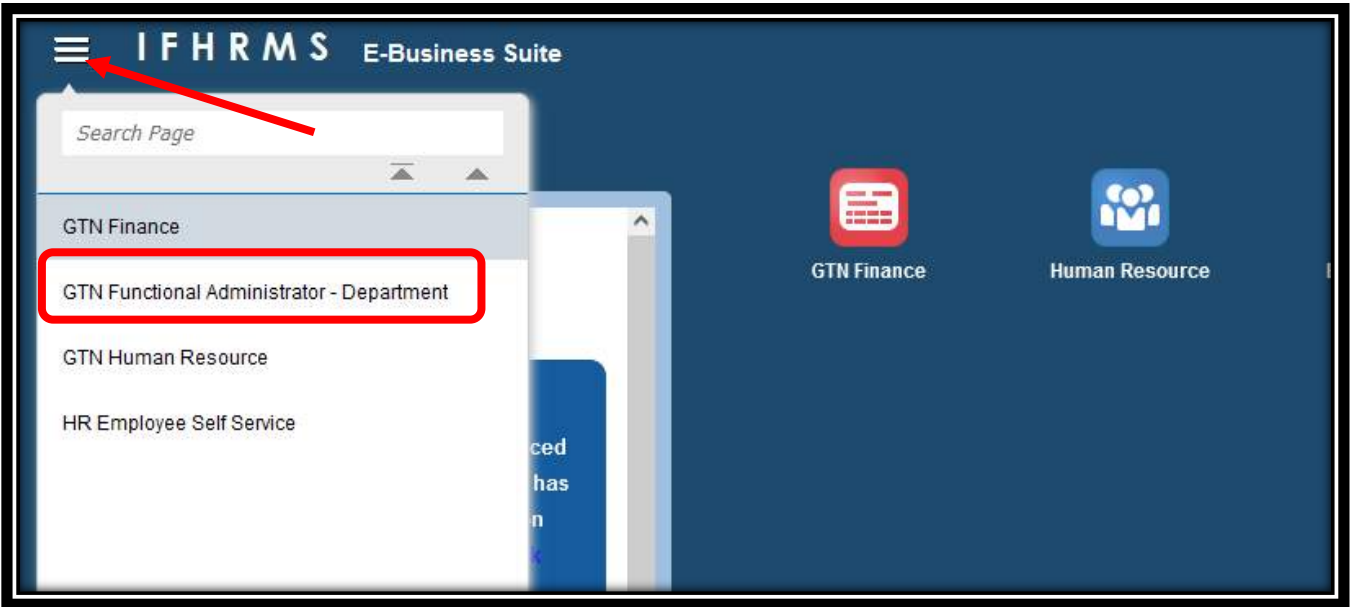 IFHRMS E-Business Suite
Search Page
GTN Finance
GTN Functional Administrator - Department
GTN Human Resource
HR Employee Self Service
ced
has
n
k
GTN Finance
Human Resource